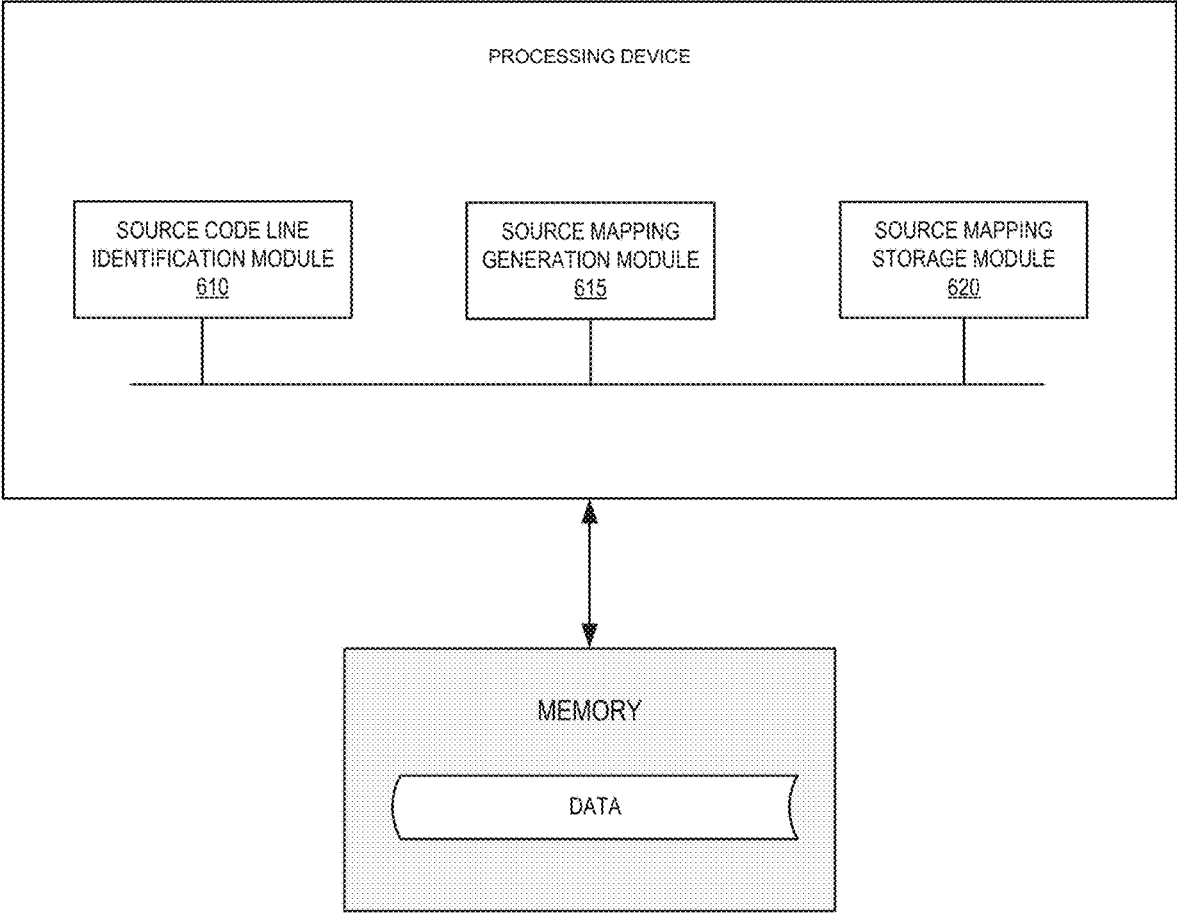 PROCESSING DEVICE
SOURCE CODE LINE
IDENTIFICATION MODULE
610
SOURCE MAPPING
GENERATION MODULE
615
SOURCE MAPPING
STORAGE MODULE
620
MEMORY
DATA